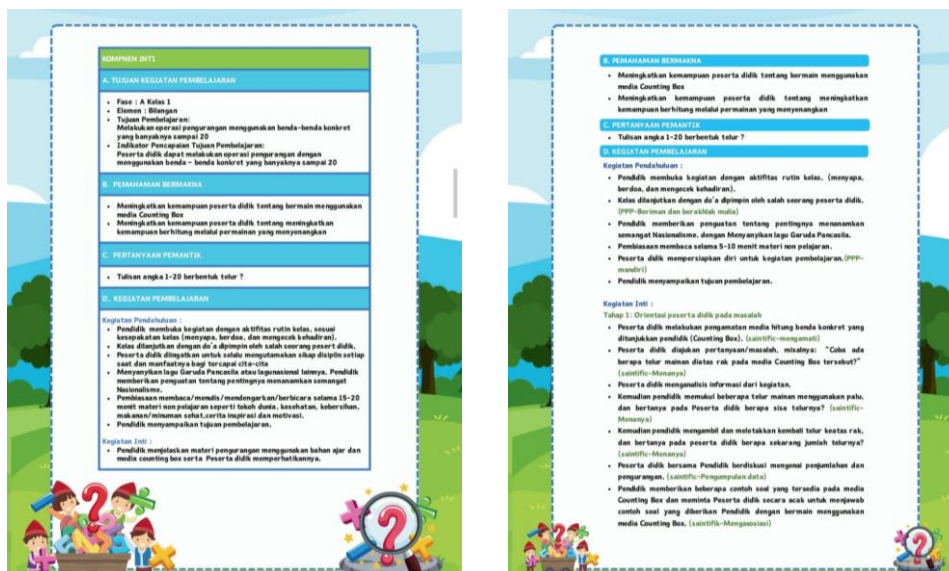 KOMPNEN INTI
A. TUJUAN KEGIATAN PEMBELAJARAN
• Fase : A Kelas 1
• Elemen : Bilangan
• Tujuan Pembelajaran:
Melakukan operasi pengurangan menggunakan benda-benda konkret
yang banyaknya sampai 20
• Indikator Pencapaian Tujuan Pembelajaran:
Peserta didik dapat melakukan operasi pengurangan dengan
menggunakan benda - benda konkret yang banyaknya sampai 20
B. PEMAHAMAN BERMAKNA
• Meningkatkan kemampuan peserta didik tentang bermain menggunakan
media Counting Box
• Meningkatkan kemampuan peserta didik tentang meningkatkan
kemampuan berhitung melalui permainan yang menyenangkan
C. PERTANYAAN PEMANTIK
• Tulisan angka 1-20 berbentuk telur ?
D. KEGIATAN PEMBELAJARAN
Kegiatan Pendahuluan :
• Pendidik membuka kegiatan dengan aktifitas rutin kelas, sesuai
kesepakatan kelas (menyapa, berdoa, dan mengecek kehadiran).
• Kelas dilanjutkan dengan do'a dipimpin oleh salah seorang pesert didik.
• Peserta didik diingatkan untuk selalu mengutamakan sikap disiplin setiap
saat dan manfaatnya bagi tercapai cita-cita
• Menyanyikan lagu Garuda Pancasila atau lagunasional lainnya. Pendidik
memberikan penguatan tentang pentingnya menanamkan semangat
Nasionalisme.
• Pembiasaan membaca/menulis/mendengarkan/berbicara selama 15-20
menit materi non pelajaran seperti tokoh dunia, kesehatan, kebersihan,
makanan/minuman sehat,cerita inspirasi dan motivasi.
• Pendidik menyampaikan tujuan pembelajaran.
Kegiatan Inti :
• Pendidik menjelaskan materi pengurangan menggunakan bahan ajar dan
media counting box serta Peserta didik memperhatikannya.
B. PEMAHAMAN BERMAKNA
• Meningkatkan kemampuan peserta didik tentang bermain menggunakan
media Counting Box
• Meningkatkan kemampuan peserta didik tentang meningkatkan
kemampuan berhitung melalui permainan yang menyenangkan
C. PERTANYAAN PEMANTIK
• Tulisan angka 1-20 berbentuk telur ?
D. KEGIATAN PEMBELAJARAN
Kegiatan Pendahuluan :
• Pendidik membuka kegiatan dengan aktifitas rutin kelas, (menyapa,
berdoa, dan mengecek kehadiran).
• Kelas dilanjutkan dengan do'a dipimpin oleh salah seorang peserta didik.
(PPP-Beriman dan berakhlak mulia)
• Pendidik memberikan penguatan tentang pentingnya menanamkan
semangat Nasionalisme. dengan Menyanyikan lagu Garuda Pancasila.
• Pembiasaan membaca selama 5-10 menit materi non pelajaran.
• Peserta didik mempersiapkan diri untuk kegiatan pembelajaran.(PPP-
mandiri)
• Pendidik menyampaikan tujuan pembelajaran.
Kegiatan Inti :
Tahap 1: Orientasi peserta didik pada masalah
• Peserta didik melakukan pengamatan media hitung benda konkret yang
ditunjukkan pendidik (Counting Box). (saintific-mengamati)
• Peserta didik diajukan pertanyaan/masalah, misalnya: "Coba ada
berapa telur mainan diatas rak pada media Counting Box tersebut?"
(saintific-Menanya)
• Peserta didik menganalisis informasi dari kegiatan.
• Kemudian pendidik memukul beberapa telur mainan menggunakan palu,
dan bertanya pada Peserta didik berapa sisa telurnya? (saintific-
Menanya)
• Kemudian pendidik mengambil dan meletakkan kembali telur keatas rak,
dan bertanya pada peserta didik berapa sekarang jumlah telurnya?
(saintific-Menanya)
• Peserta didik bersama Pendidik berdiskusi mengenai penjumlahan dan
pengurangan. (saintific-Pengumpulan data)
• Pendidik memberikan beberapa contoh soal yang tersedia pada media
Counting Box dan meminta Peserta didik secara acak untuk menjawab
contoh soal yang diberikan Pendidik dengan bermain menggunakan
media Counting Box. (saintifik-Mengasosiasi)